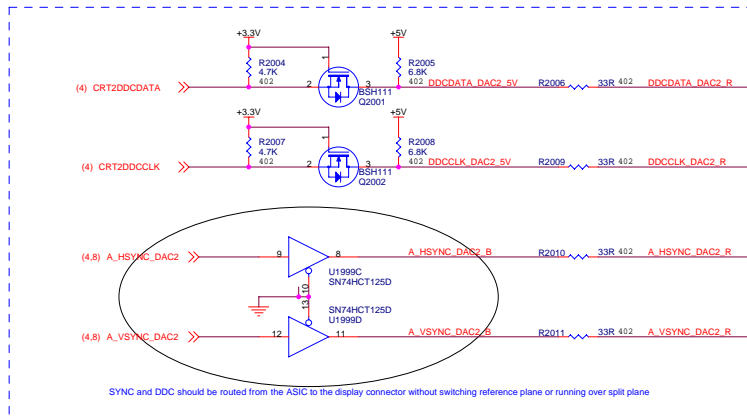 +3.3V
+5V
R2004
4.7K
402
1
R2005
6.8K
402
(4) CRT2DDCDATA
2
3
DDCDATA_DAC2_5V
R2006
33R 402
DDCDATA_DAC2_R
BSH111
Q2001
+3.3V
+5V
R2007
4.7K
402
1
R2008
6.8K
402
(4) CRT2DDCCLK
2
3
DDCCLK_DAC2_5V
R2009
33R 402
DDCCLK_DAC2_R
BSH111
Q2002
(4,8) A_HSYNC_DAC2
9
8
A_HSYNC_DAC2_B
R2010
33R 402
A_HSYNC_DAC2_R
U1999C
SN74HCT125D
10
13
SN74HCT125D
U1999D
(4,8) A_VSYNC_DAC2
12
11
A_VSYNC_DAC2_B
R2011
33R 402
A_VSYNC_DAC2_R
SYNC and DDC should be routed from the ASIC to the display connector without switching reference plane or running over split plane